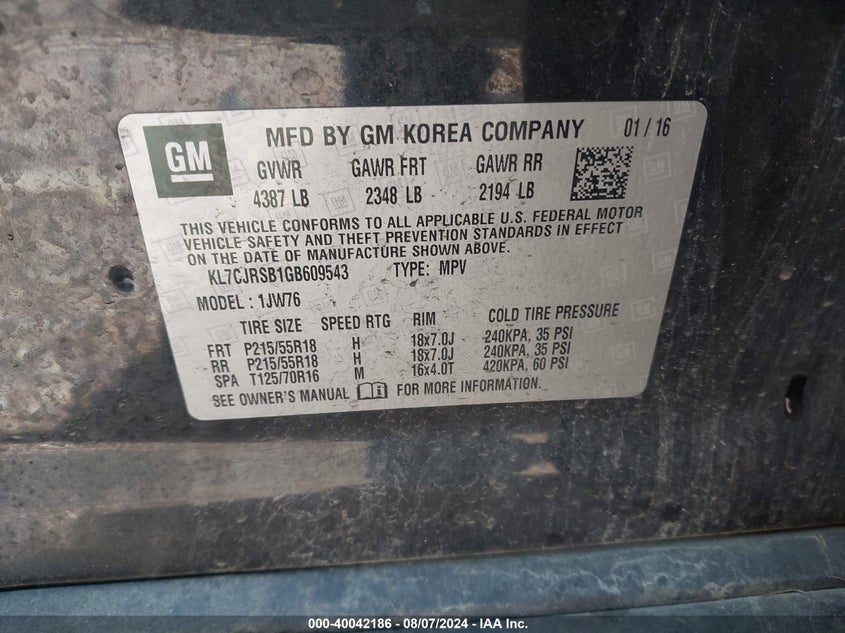 GM
MFD BY GM KOREA COMPANY 01 / 16
GVWR GAWR FRT GAWR RR
4387 LB 2348 LB 2194 LB
THIS VEHICLE CONFORMS TO ALL APPLICABLE U.S. FEDERAL MOTOR
VEHICLE SAFETY AND THEFT PREVENTION STANDARDS IN EFFECT
ON THE DATE OF MANUFACTURE SHOWN ABOVE.
KL7CJRSB1GB609543 TYPE: MPV
MODEL : 1JW76
TIRE SIZE SPEED RTG RIM COLD TIRE PRESSURE
FRT P215/55R18 H 18x7.0J 240KPA, 35 PSI
RR P215/55R18 H 18x7.0J 240KPA, 35 PSI
SPA T125/70R16 M 16x4.0T 420KPA, 60 PSI
SEE OWNER'S MANUAL FOR MORE INFORMATION.
000-40042186 - 08/07/2024 - IAA Inc.